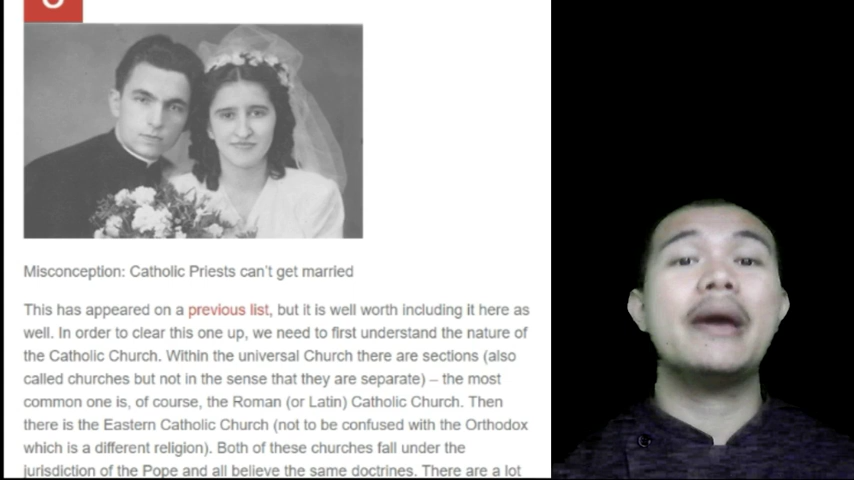 Misconception: Catholic Priests can't get married
This has appeared on a previous list, but it is well worth including it here as
well. In order to clear this one up, we need to first understand the nature of
the Catholic Church. Within the universal Church there are sections (also
called churches but not in the sense that they are separate) – the most
common one is, of course, the Roman (or Latin) Catholic Church. Then
there is the Eastern Catholic Church (not to be confused with the Orthodox
which is a different religion). Both of these churches fall under the
jurisdiction of the Pope and all believe the same doctrines. There are a lot